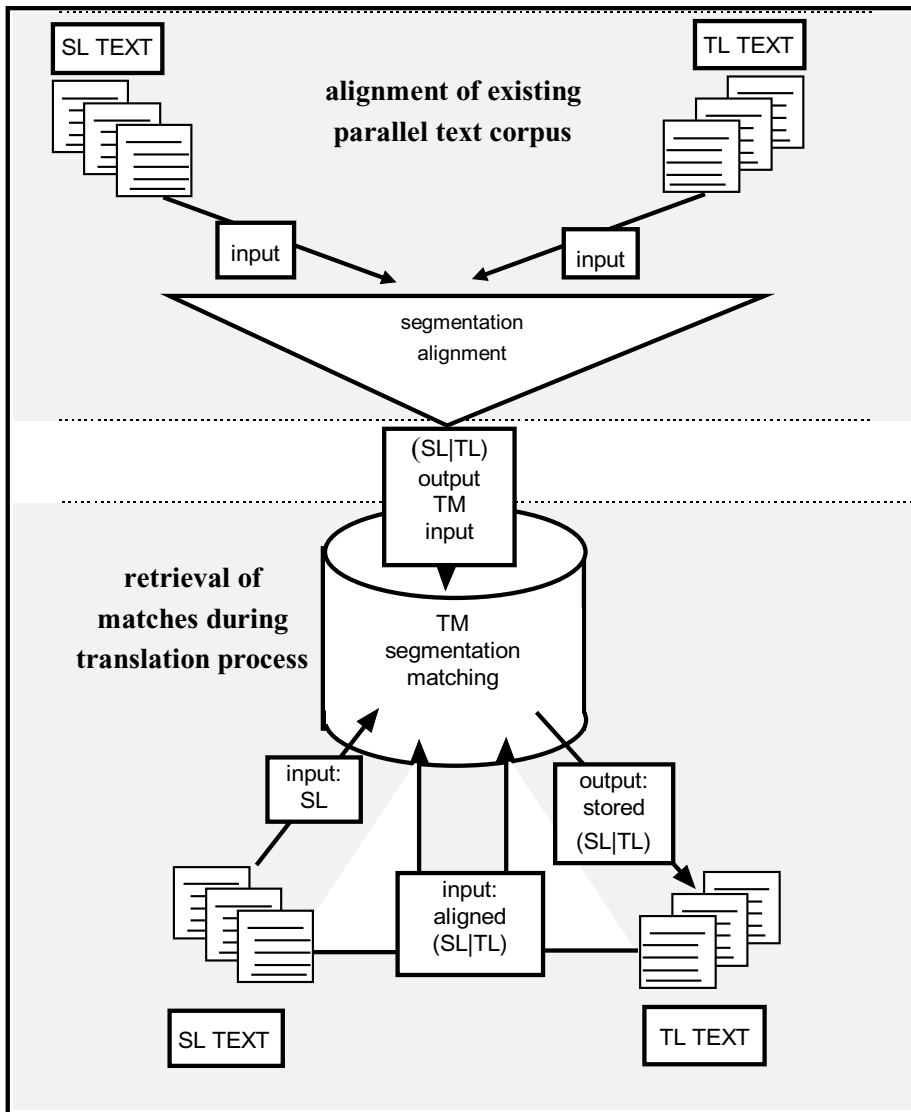 SL TEXT
TL TEXT
alignment of existing
parallel text corpus
input
input
segmentation
alignment
(SL|TL)
output
TM
input
retrieval of
matches during
translation process
TM
segmentation
matching
input:
SL
output:
stored
(SL|TL)
input:
aligned
(SL|TL)
SL TEXT
TL TEXT